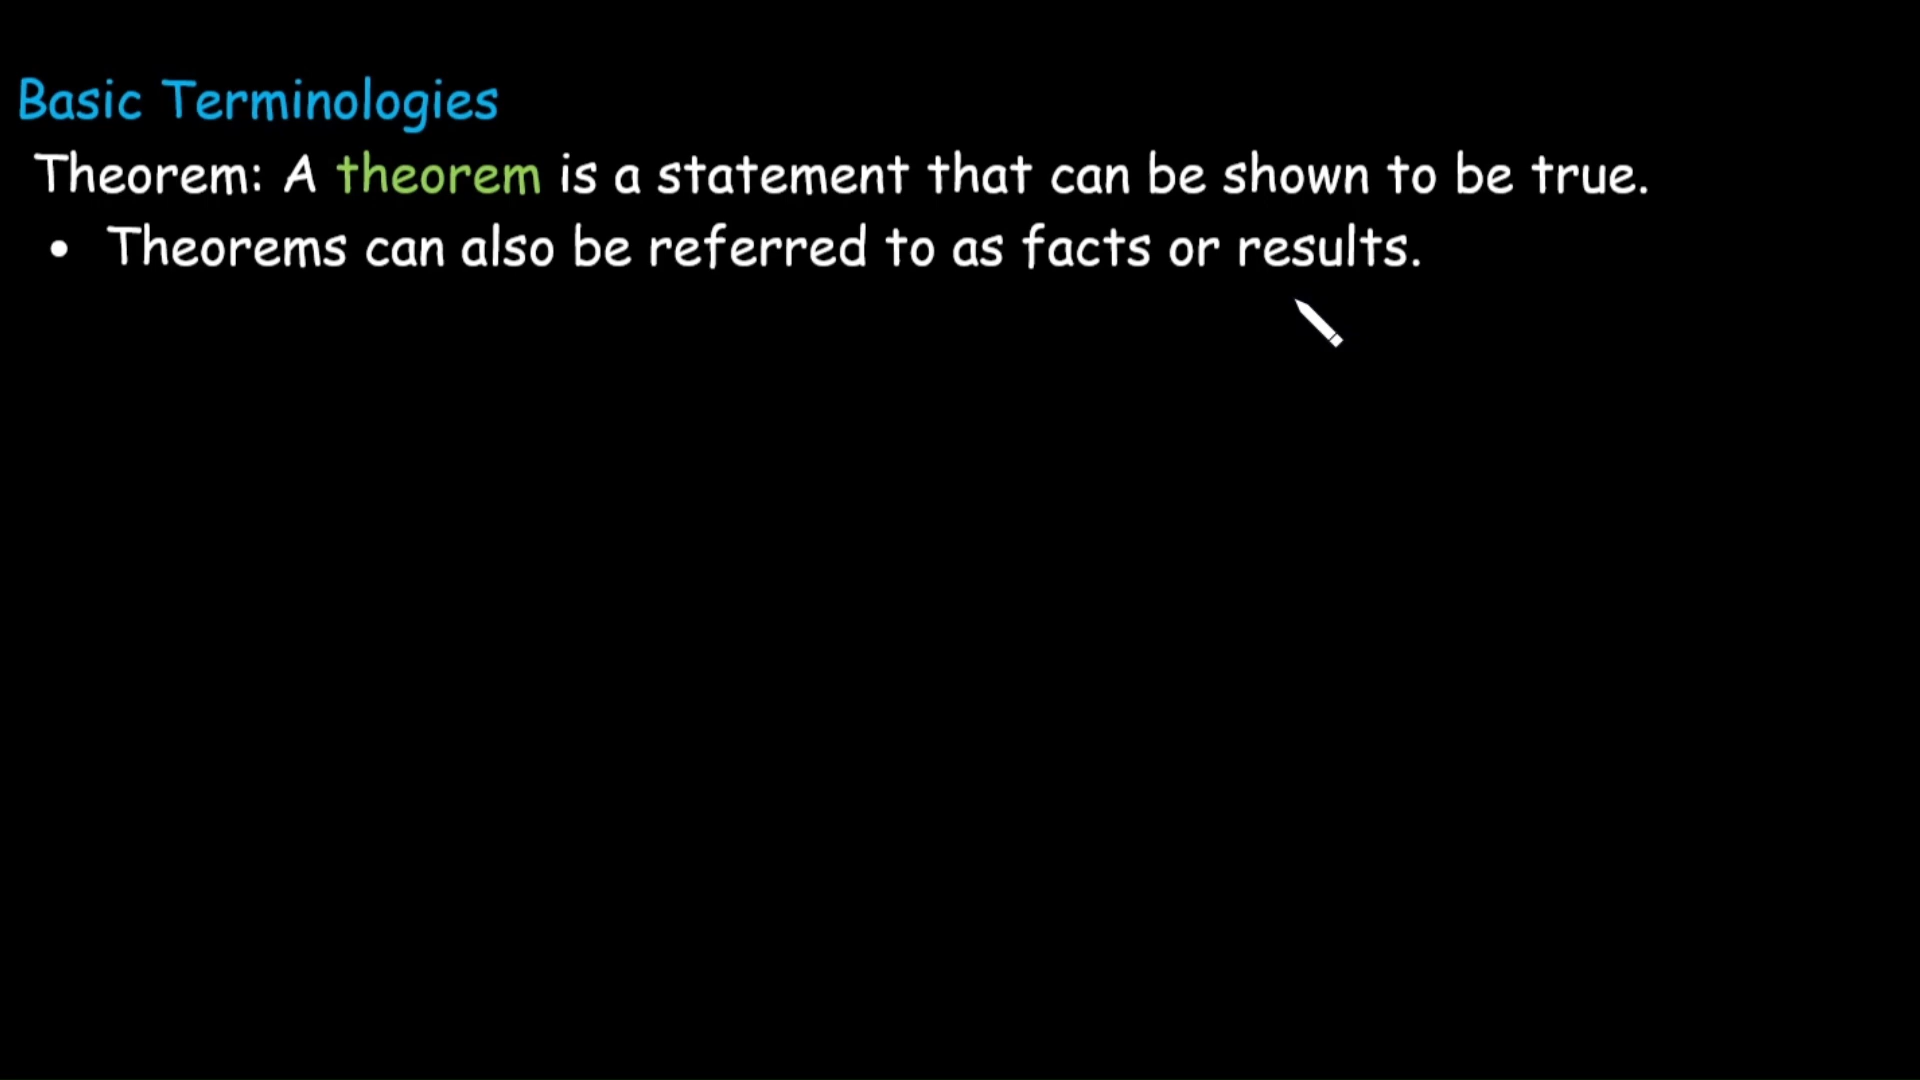 Basic Terminologies
Theorem: A theorem is a statement that can be shown to be true.
• Theorems can also be referred to as facts or results.